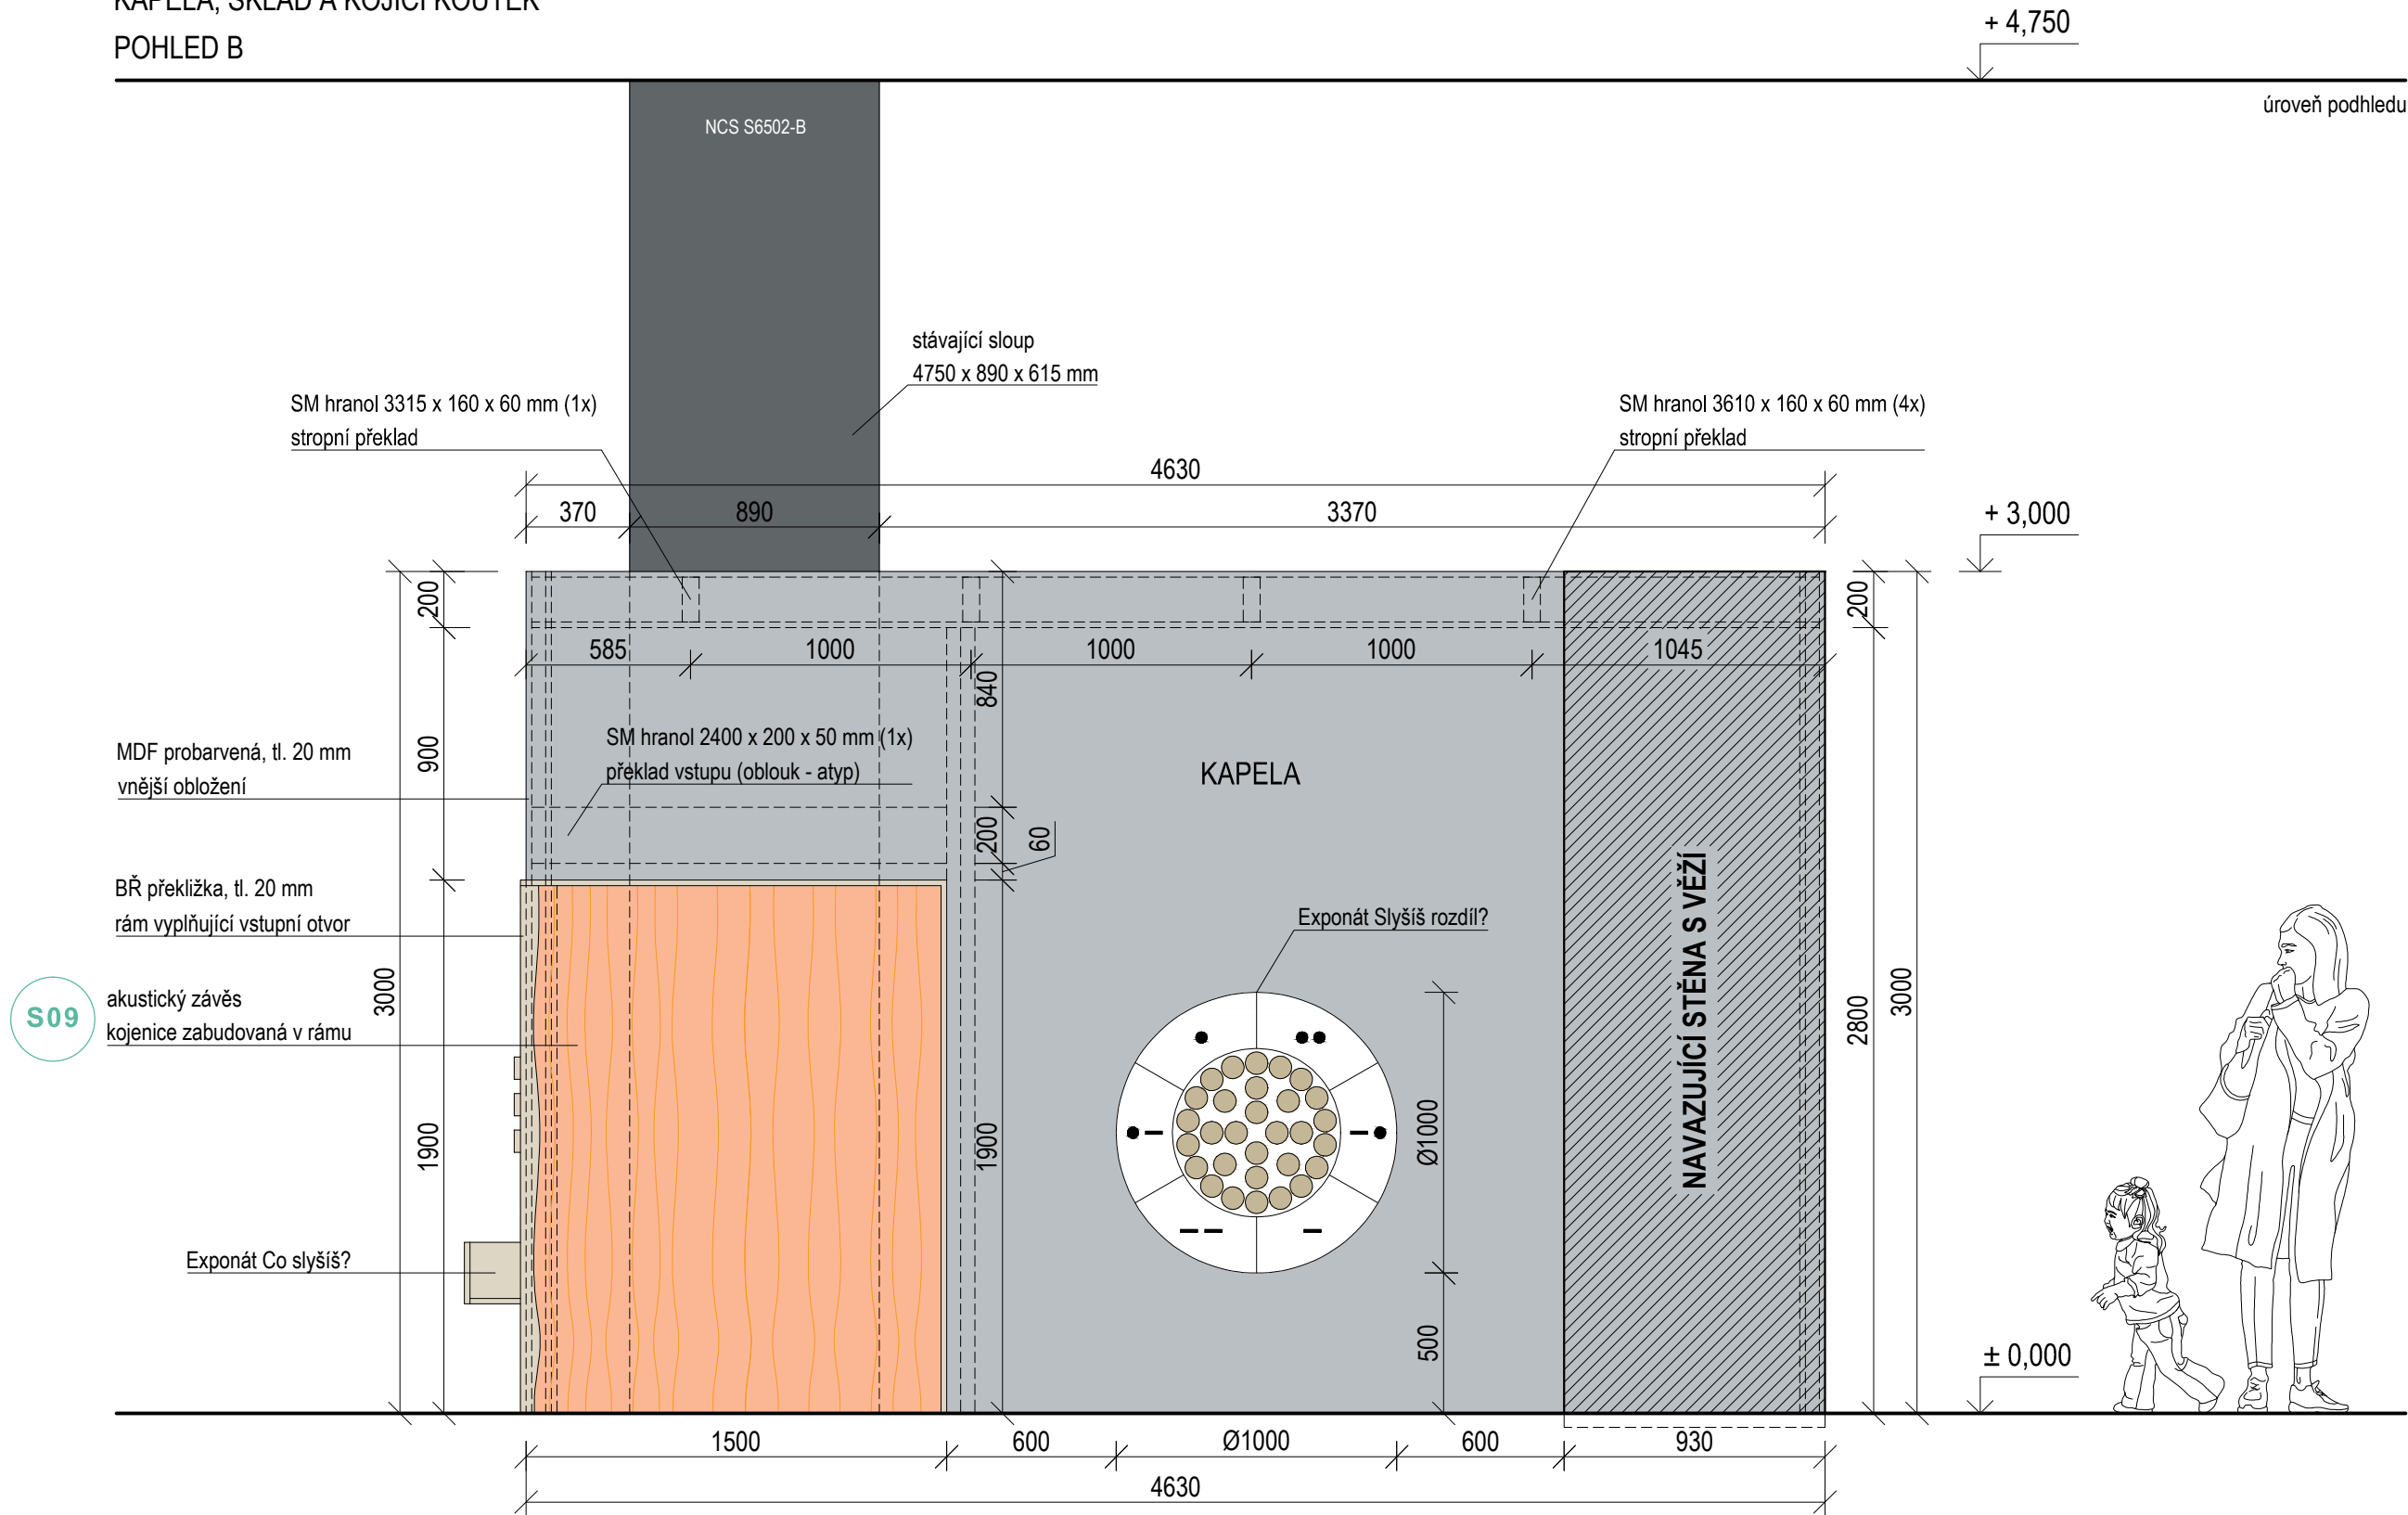 KAPELA, SKLAD A KOJÍCÍ KOUTEK
POHLED B
+ 4,750
úroveň podhledu
NCS S6502-B
stávající sloup
4750 x 890 x 615 mm
SM hranol 3315 x 160 x 60 mm (1x)
stropní překlad
SM hranol 3610 x 160 x 60 mm (4x)
stropní překlad
4630
370
890
3370
+ 3,000
200
200
585
1000
1000
1000
1045
840
SM hranol 2400 x 200 x 50 mm (1x)
překlad vstupu (oblouk - atyp)
KAPELA
MDF probarvená, tl. 20 mm
vnější obložení
900
200
60
BŘ překližka, tl. 20 mm
rám vyplňující vstupní otvor
Exponát Slyšíš rozdíl?
S09
akustický závěs
kojenice zabudovaná v rámu
3000
1900
1900
Ø1000
NAVAZUJÍCÍ STĚNA S VĚŽÍ
2800
3000
Exponát Co slyšíš?
500
± 0,000
1500
600
Ø1000
600
930
4630